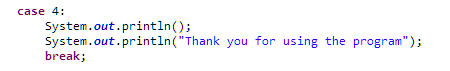 case 4:
System.out.println();
System.out.println("Thank you for using the program");
break;